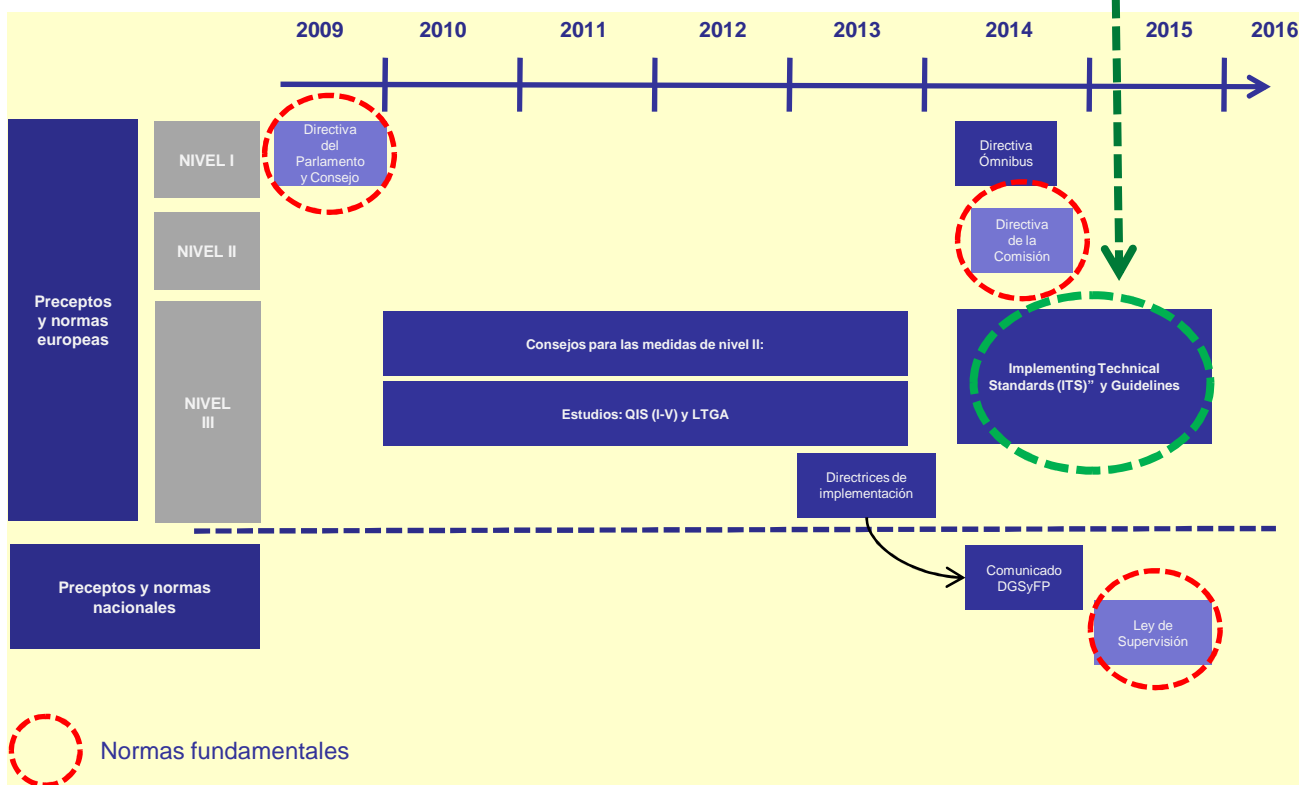 2009 2010 2011 2012 2013 2014 2015 2016
Directiva
del
Parlamento
y Consejo
NIVEL I
Directiva
Ómnibus
NIVEL II
Directiva
de la
Comisión
Preceptos
y normas
europeas
NIVEL
III
Consejos para las medidas de nivel II:
Estudios: QIS (I-V) y LTGA
Implementing Technical
Standards (ITS)” y Guidelines
Directrices de
implementación
Preceptos y normas
nacionales
Comunicado
DGSyFP
Ley de
Supervisión
Normas fundamentales